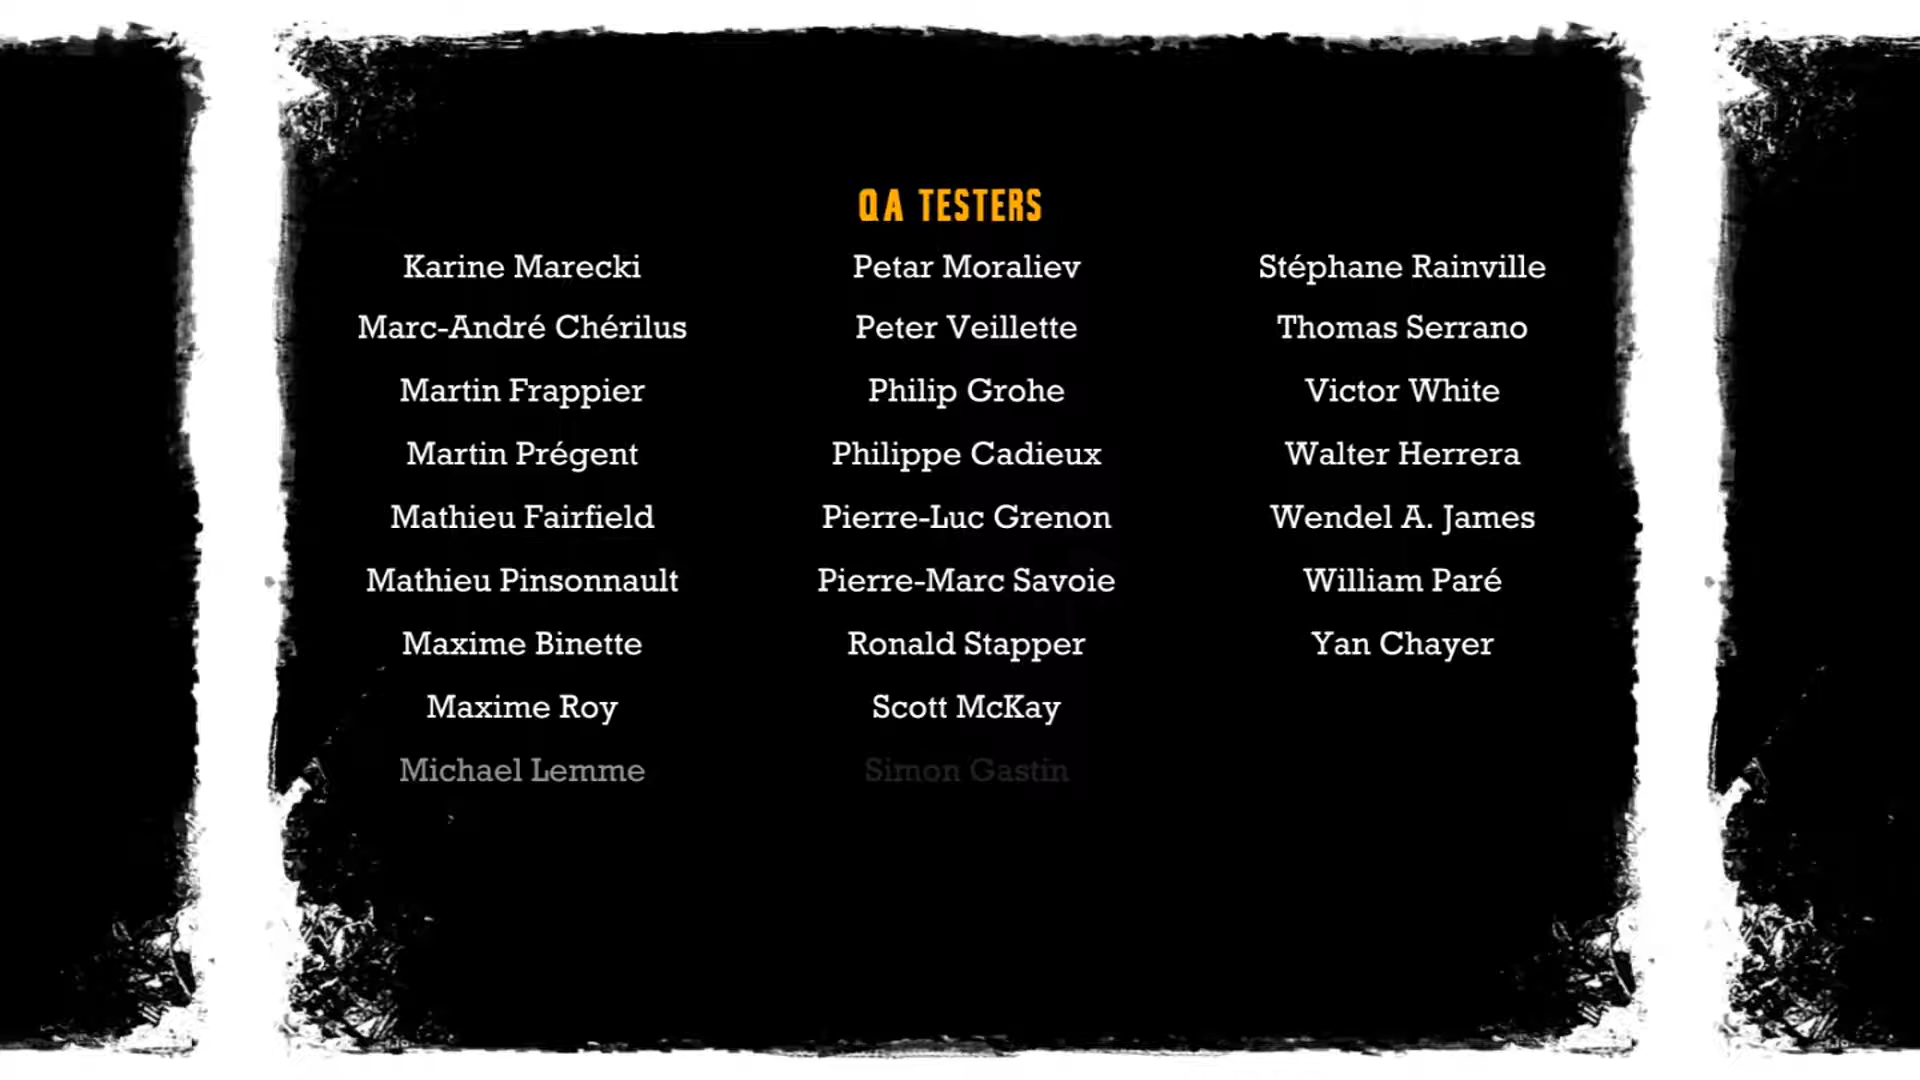 QA TESTERS
Karine Marecki
Marc-André Chérilus
Martin Frappier
Martin Prégent
Mathieu Fairfield
Mathieu Pinsonnault
Maxime Binette
Maxime Roy
Michael Lemme
Petar Moraliev
Peter Veillette
Philip Grohe
Philippe Cadieux
Pierre-Luc Grenon
Pierre-Marc Savoie
Ronald Stapper
Scott McKay
Simon Gastin
Stéphane Rainville
Thomas Serrano
Victor White
Walter Herrera
Wendel A. James
William Paré
Yan Chayer